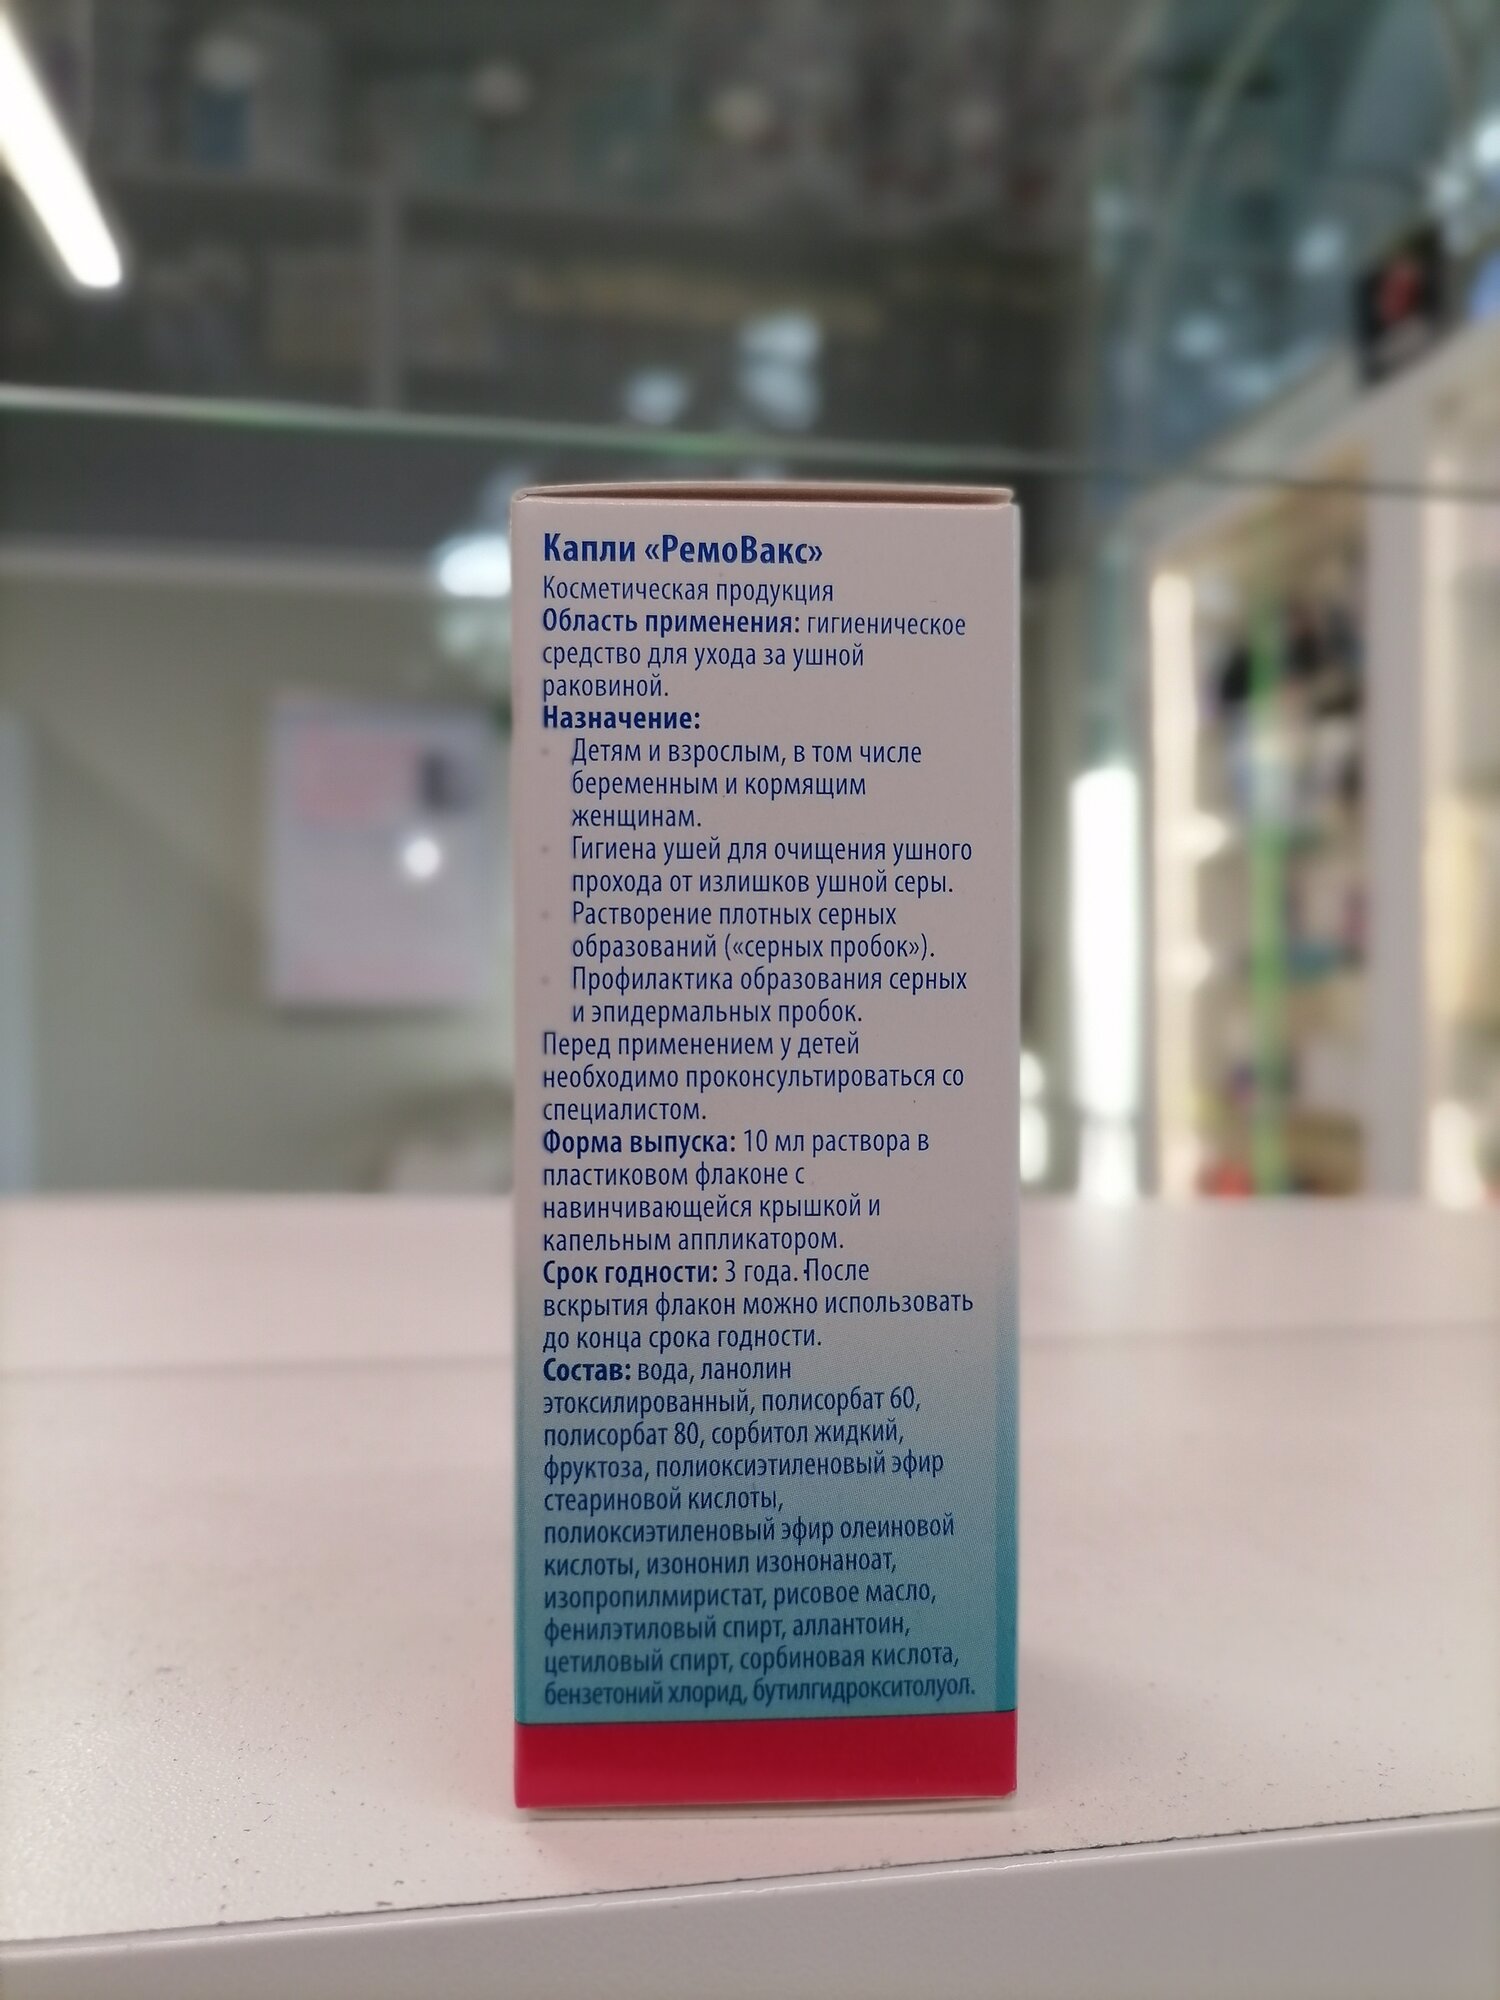 Капли «РемоВакс»
Косметическая продукция
Область применения: гигиеническое
средство для ухода за ушной
раковиной.
Назначение:
· Детям и взрослым, в том числе
беременным и кормящим
женщинам.
· Гигиена ушей для очищения ушного
прохода от излишков ушной серы.
· Растворение плотных серных
образований («серных пробок»).
· Профилактика образования серных
и эпидермальных пробок.
Перед применением у детей
необходимо проконсультироваться со
специалистом.
Форма выпуска: 10 мл раствора в
пластиковом флаконе с
навинчивающейся крышкой и
капельным аппликатором.
Срок годности: 3 года. После
вскрытия флакон можно использовать
до конца срока годности.
Состав: вода, ланолин
этоксилированный, полисорбат 60,
полисорбат 80, сорбитол жидкий,
фруктоза, полиоксиэтиленовый эфир
стеариновой кислоты,
полиоксиэтиленовый эфир олеиновой
кислоты, изононил изононаноат,
изопропилмиристат, рисовое масло,
фенилэтиловый спирт, аллантоин,
цетиловый спирт, сорбиновая кислота,
бензетоний хлорид, бутилгидрокситолуол.